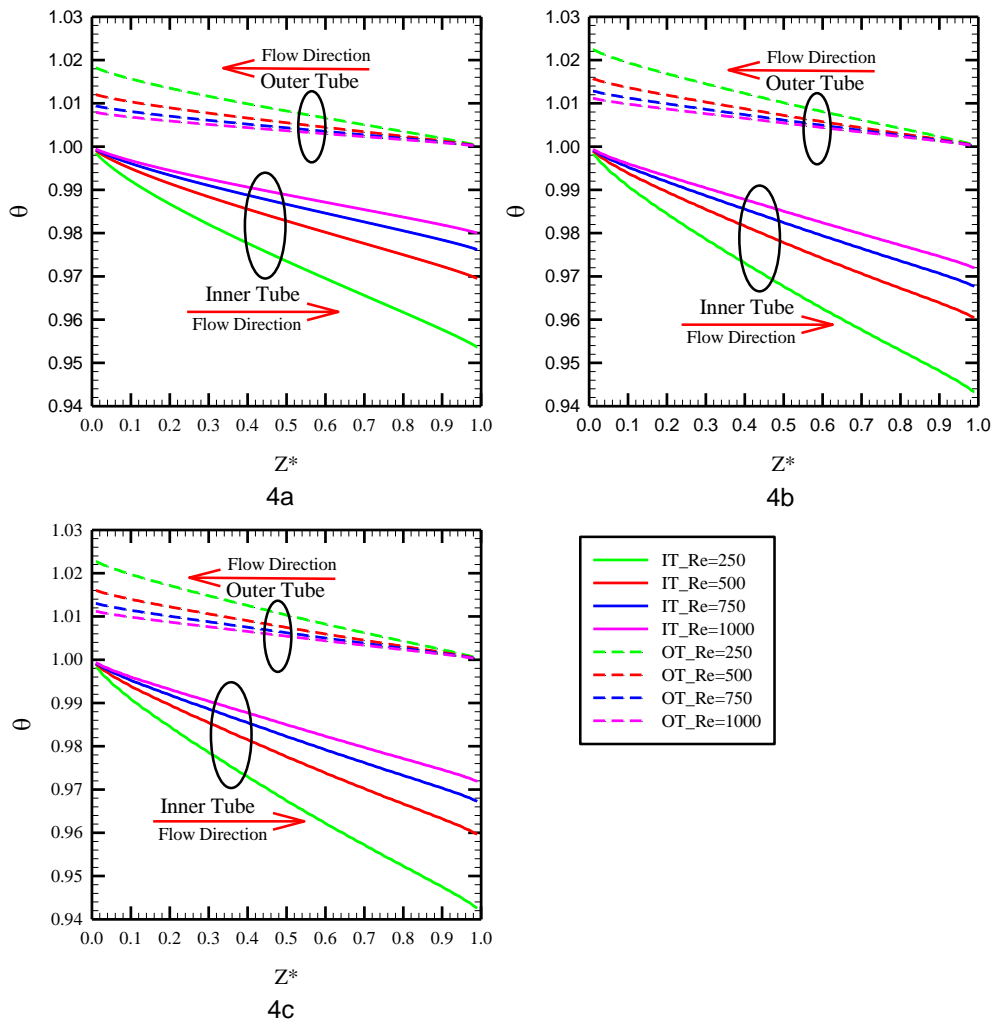 1.03
1.02
1.01
1.00
0.99
0.98
0.97
0.96
0.95
0.94
θ
Flow Direction
Outer Tube
Inner Tube
Flow Direction
0.0 0.1 0.2 0.3 0.4 0.5 0.6 0.7 0.8 0.9 1.0
Z*
4a
1.03
1.02
1.01
1.00
0.99
0.98
0.97
0.96
0.95
0.94
θ
Flow Direction
Outer Tube
Inner Tube
Flow Direction
0.0 0.1 0.2 0.3 0.4 0.5 0.6 0.7 0.8 0.9 1.0
Z*
4b
1.03
1.02
1.01
1.00
0.99
0.98
0.97
0.96
0.95
0.94
θ
Flow Direction
Outer Tube
Inner Tube
Flow Direction
0.0 0.1 0.2 0.3 0.4 0.5 0.6 0.7 0.8 0.9 1.0
Z*
4c
IT_Re=250
IT_Re=500
IT_Re=750
IT_Re=1000
OT_Re=250
OT_Re=500
OT_Re=750
OT_Re=1000